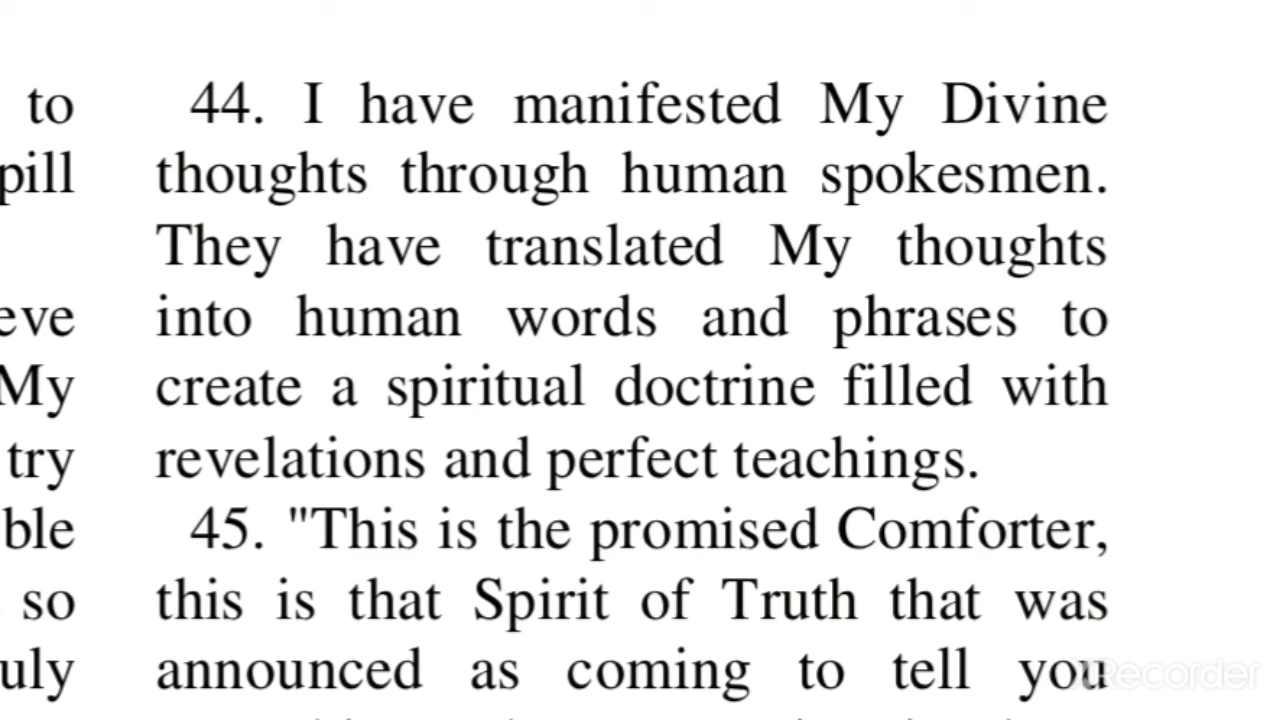 to
pill
eve
My
try
ble
so
uly
44. I have manifested My Divine
thoughts through human spokesmen.
They have translated My thoughts
into human words and phrases to
create a spiritual doctrine filled with
revelations and perfect teachings.
45. "This is the promised Comforter,
this is that Spirit of Truth that was
announced as coming to tell you
XRecorder